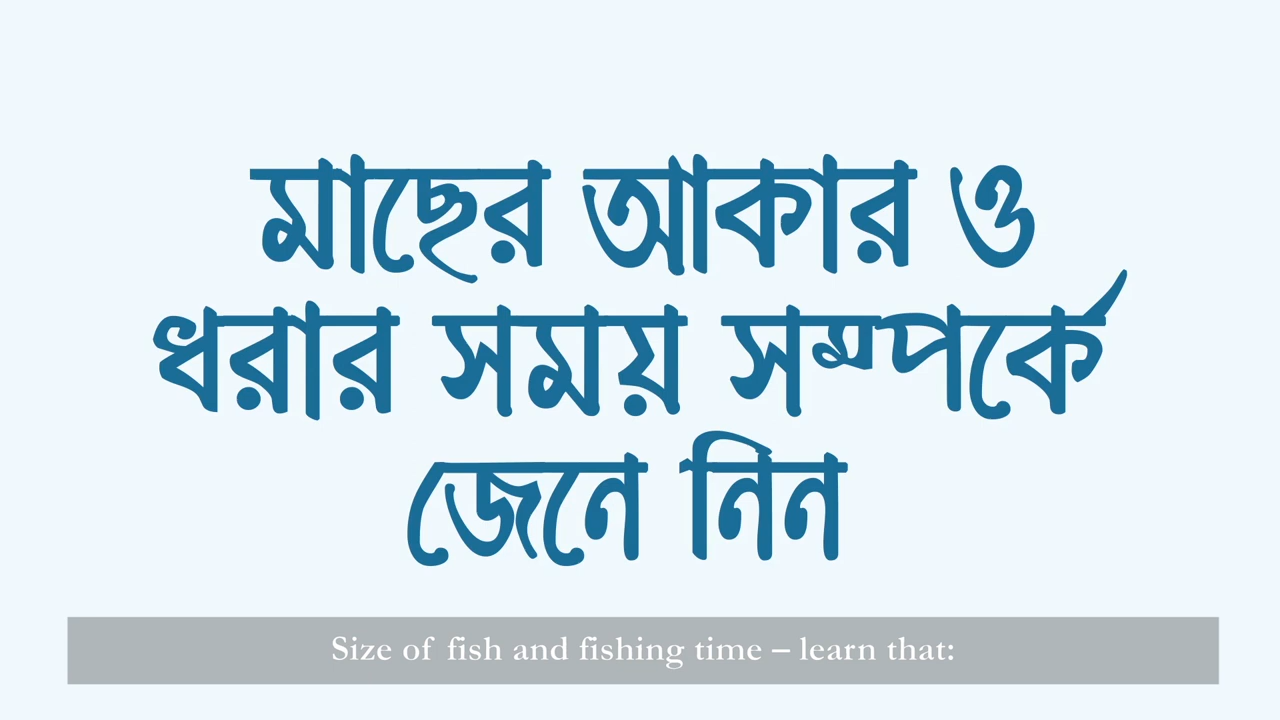 মাছের আকার ও
ধরার সময় সম্পর্কে
জেনে নিন
Size of fish and fishing time – learn that: